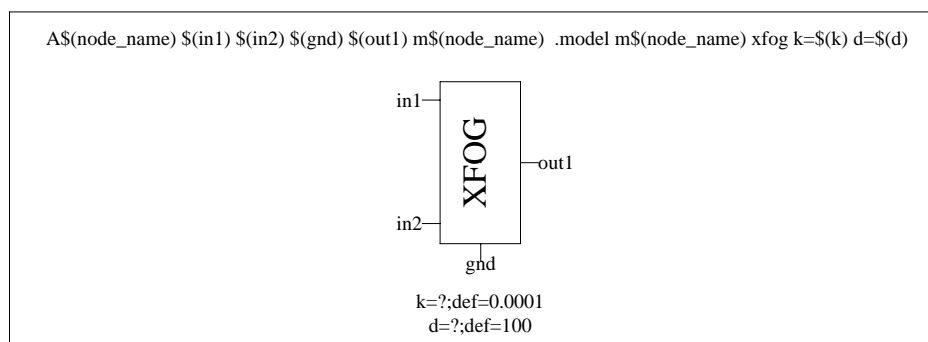 A$(node_name) $(in1) $(in2) $(gnd) $(out1) m$(node_name)  .model m$(node_name) xfog k=$(k) d=$(d)
in1
XFOG
out1
in2
gnd
k=?;def=0.0001
d=?;def=100